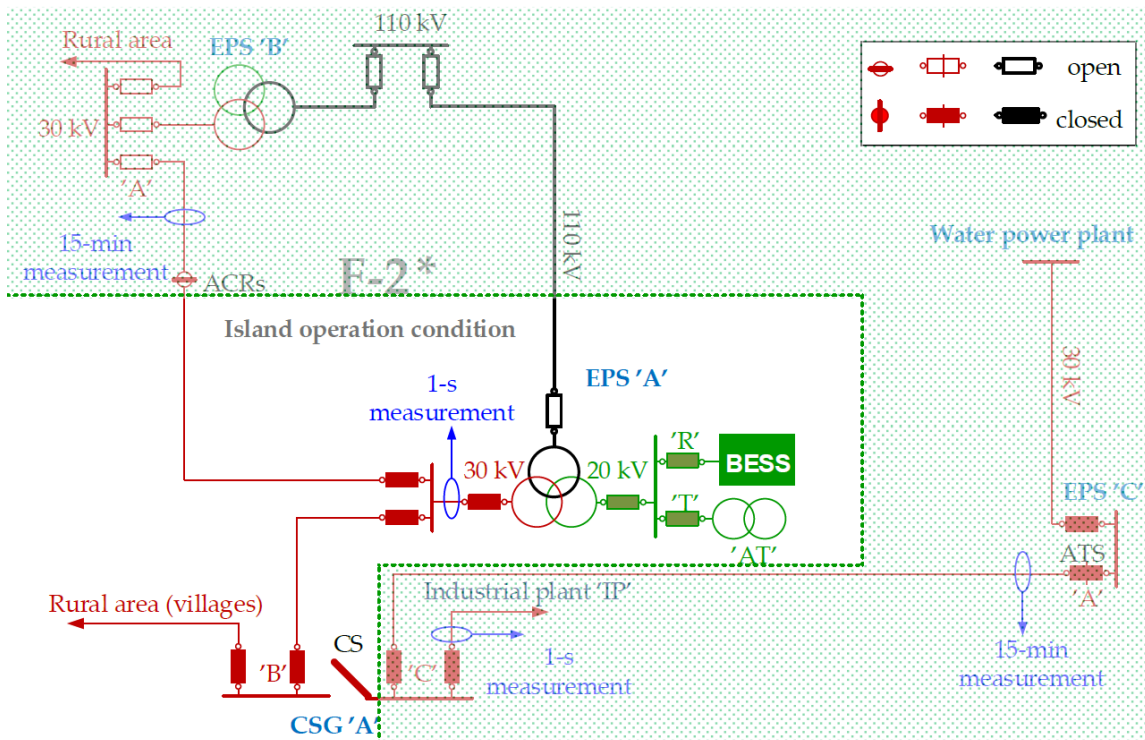 110 kV
Rural area
EPS 'B'
open
closed
30 kV
'A'
15-min
measurement
ACRs
F-2*
110 kV
Water power plant
30 kV
Island operation condition
EPS 'A'
1-s
measurement
30 kV
20 kV
'R'
BESS
'T'
'AT'
EPS 'C'
ATS
'A'
Industrial plant 'IP'
Rural area (villages)
CS
'B'
'C'
1-s
measurement
15-min
measurement
CSG 'A'